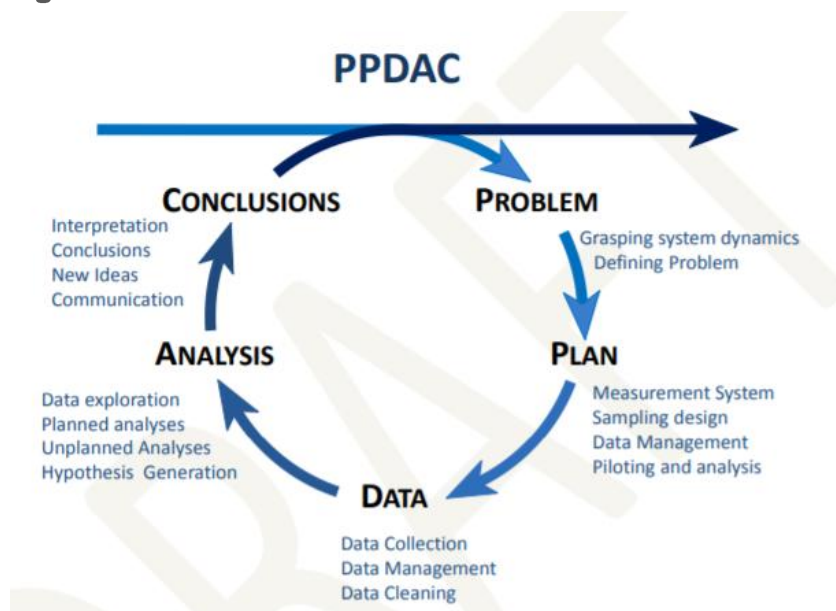 PPDAC
CONCLUSIONS
Interpretation
Conclusions
New Ideas
Communication
PROBLEM
Grasping system dynamics
Defining Problem
PLAN
Measurement System
Sampling design
Data Management
Piloting and analysis
DATA
Data Collection
Data Management
Data Cleaning
ANALYSIS
Data exploration
Planned analyses
Unplanned Analyses
Hypothesis Generation
DRAFT